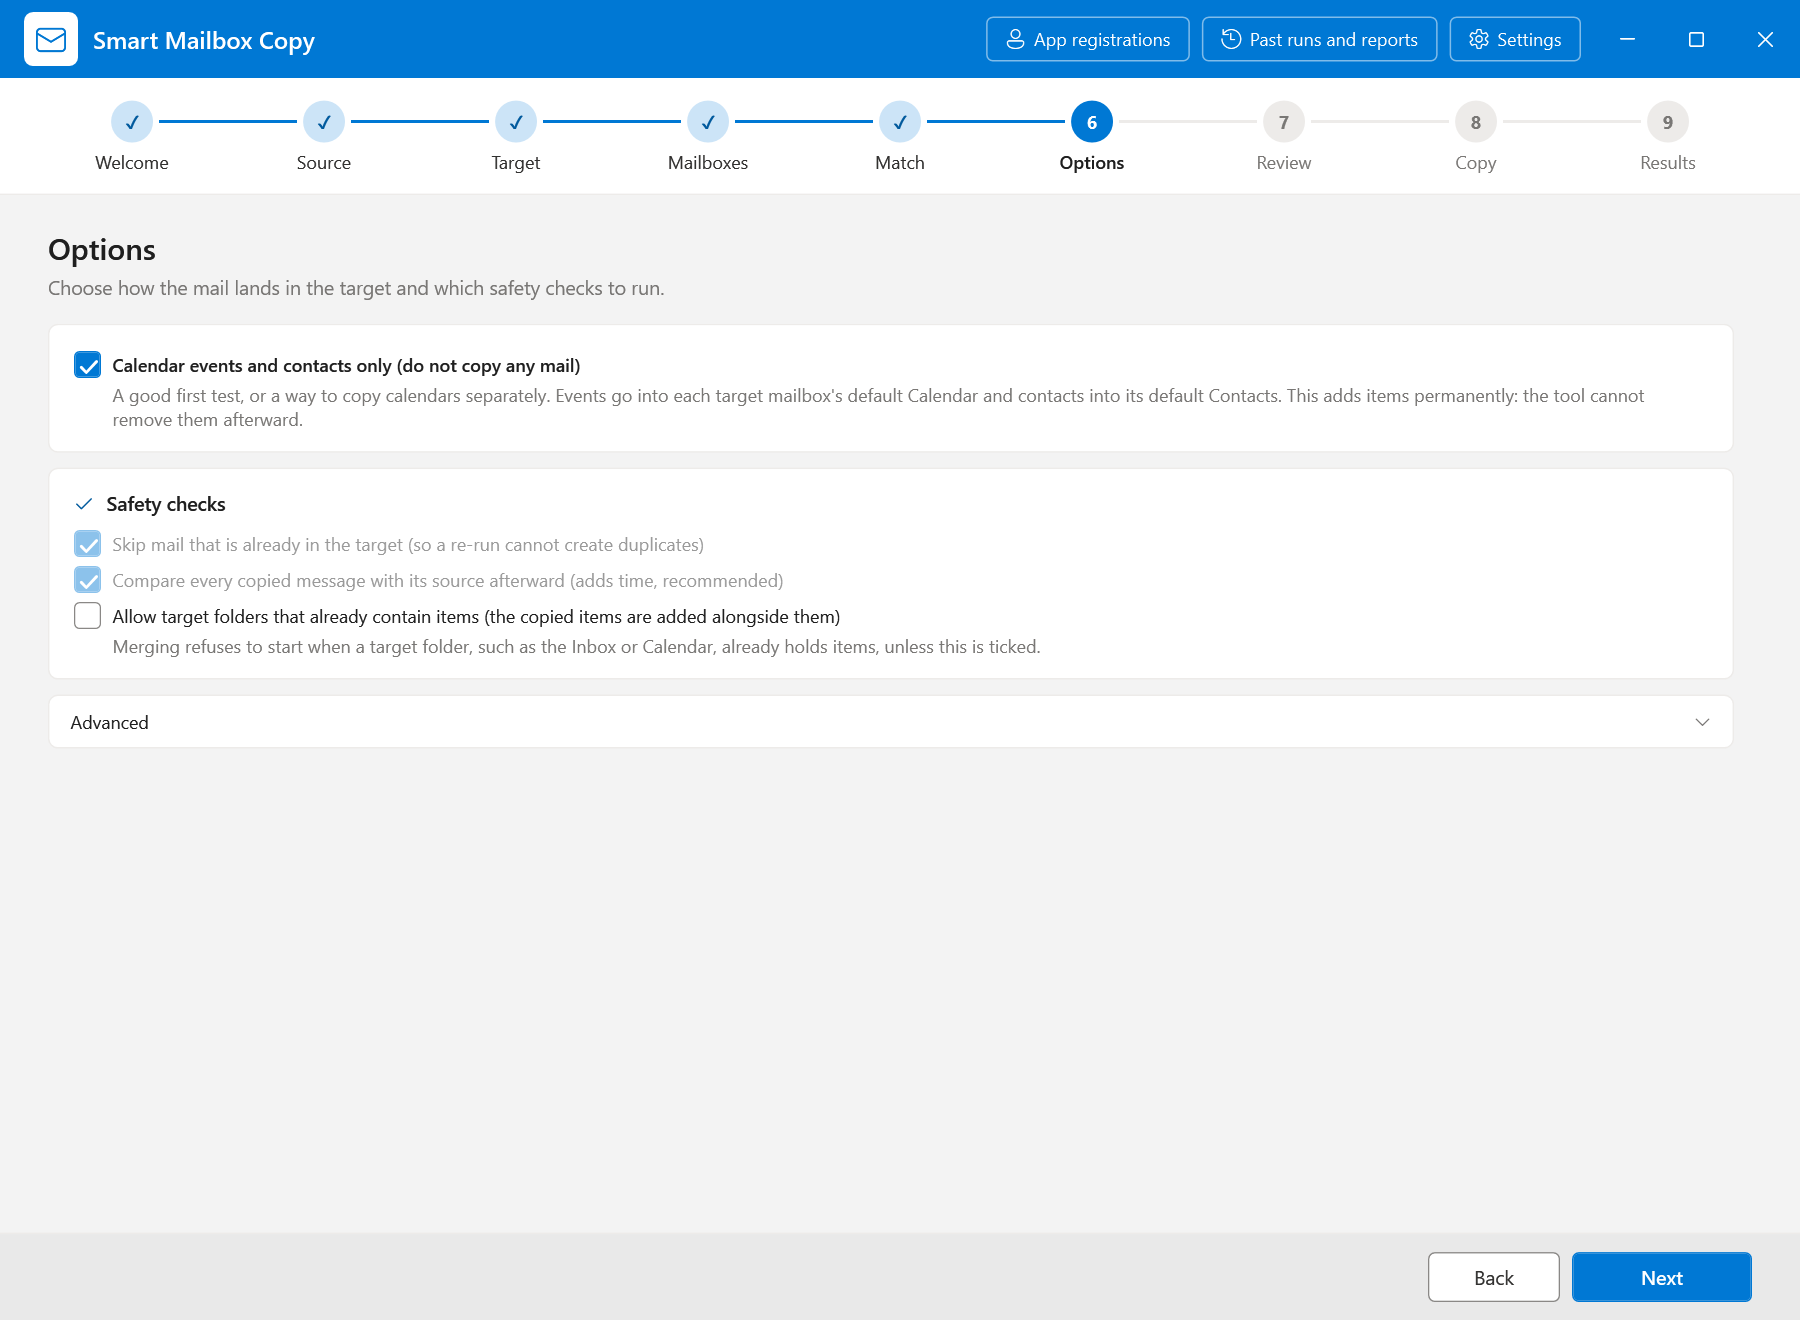 Smart Mailbox Copy
App registrations
Past runs and reports
Settings
Welcome
Source
Target
Mailboxes
Match
6
Options
7
Review
8
Copy
9
Results
Options
Choose how the mail lands in the target and which safety checks to run.
Calendar events and contacts only (do not copy any mail)
A good first test, or a way to copy calendars separately. Events go into each target mailbox's default Calendar and contacts into its default Contacts. This adds items permanently: the tool cannot
remove them afterward.
Safety checks
Skip mail that is already in the target (so a re-run cannot create duplicates)
Compare every copied message with its source afterward (adds time, recommended)
Allow target folders that already contain items (the copied items are added alongside them)
Merging refuses to start when a target folder, such as the Inbox or Calendar, already holds items, unless this is ticked.
Advanced
Back
Next